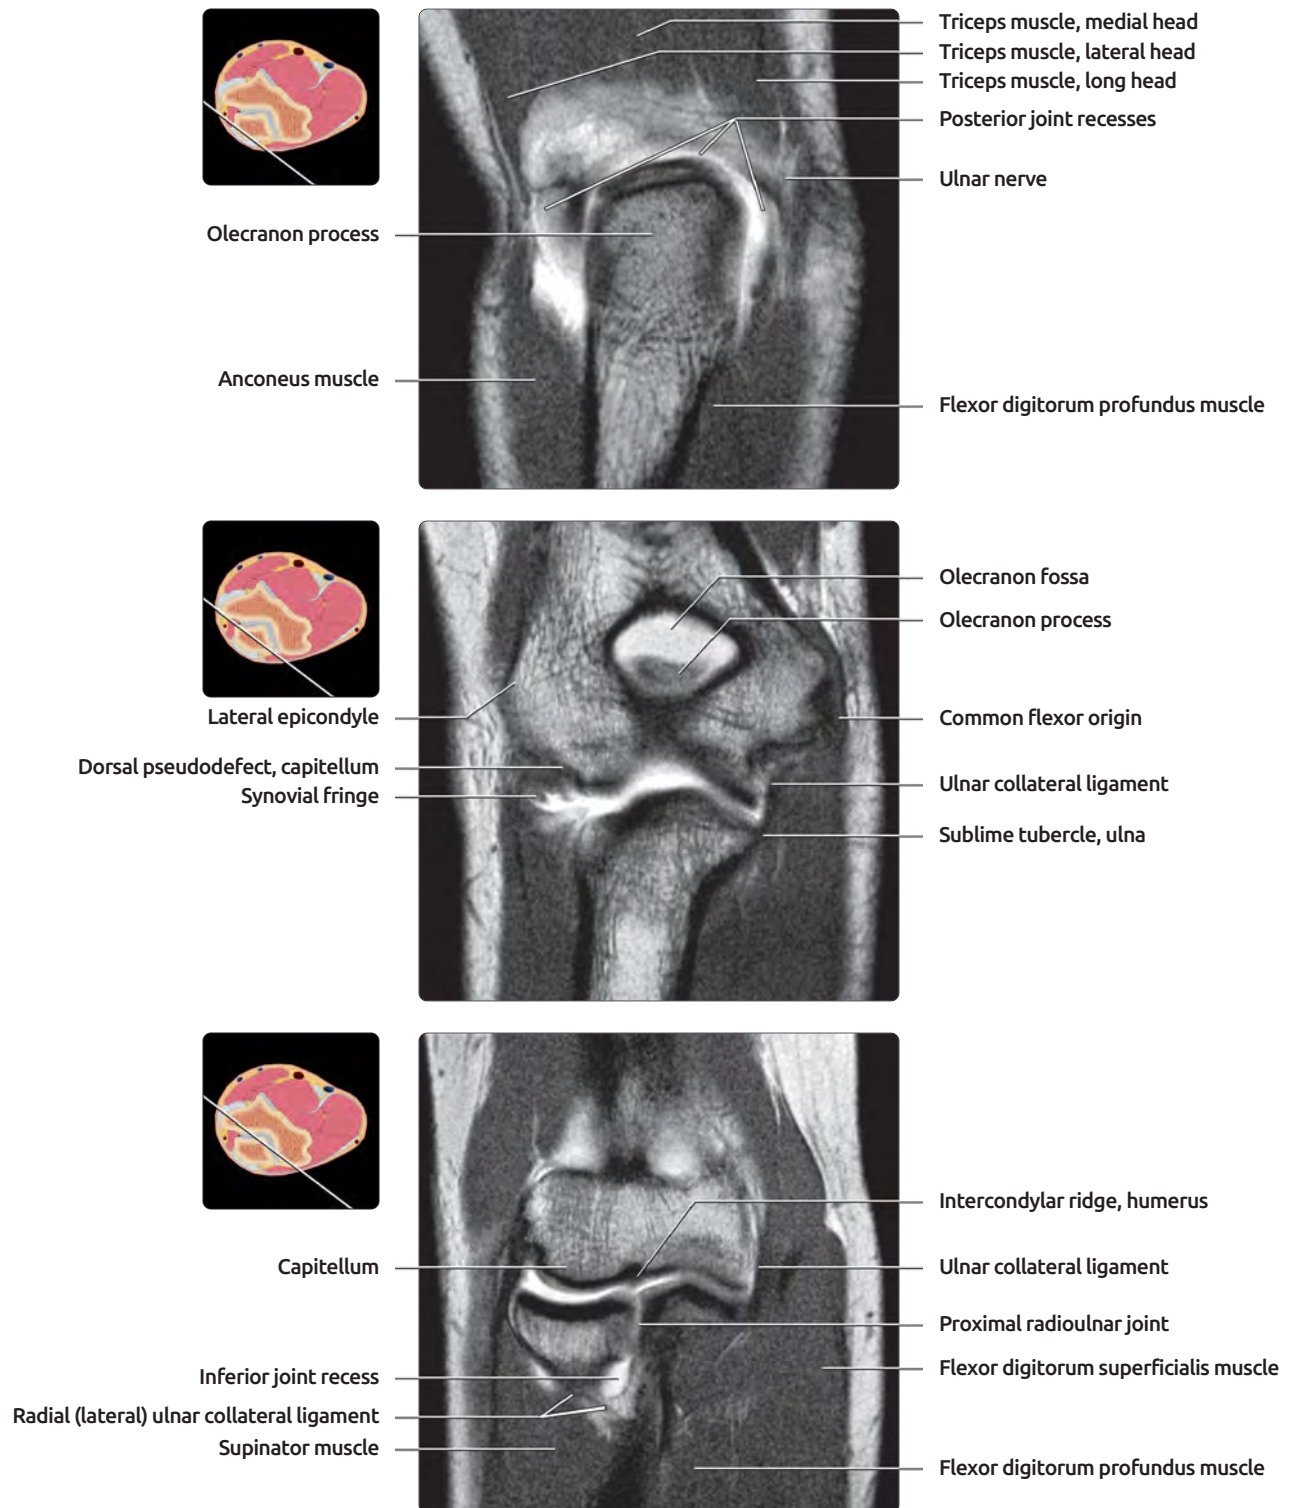 Triceps muscle, medial head
Triceps muscle, lateral head
Triceps muscle, long head
Posterior joint recesses
Ulnar nerve
Olecranon process
Anconeus muscle
Flexor digitorum profundus muscle
Olecranon fossa
Olecranon process
Lateral epicondyle
Common flexor origin
Dorsal pseudodefect, capitellum
Synovial fringe
Ulnar collateral ligament
Sublime tubercle, ulna
Intercondylar ridge, humerus
Capitellum
Ulnar collateral ligament
Proximal radioulnar joint
Flexor digitorum superficialis muscle
Inferior joint recess
Radial (lateral) ulnar collateral ligament
Supinator muscle
Flexor digitorum profundus muscle